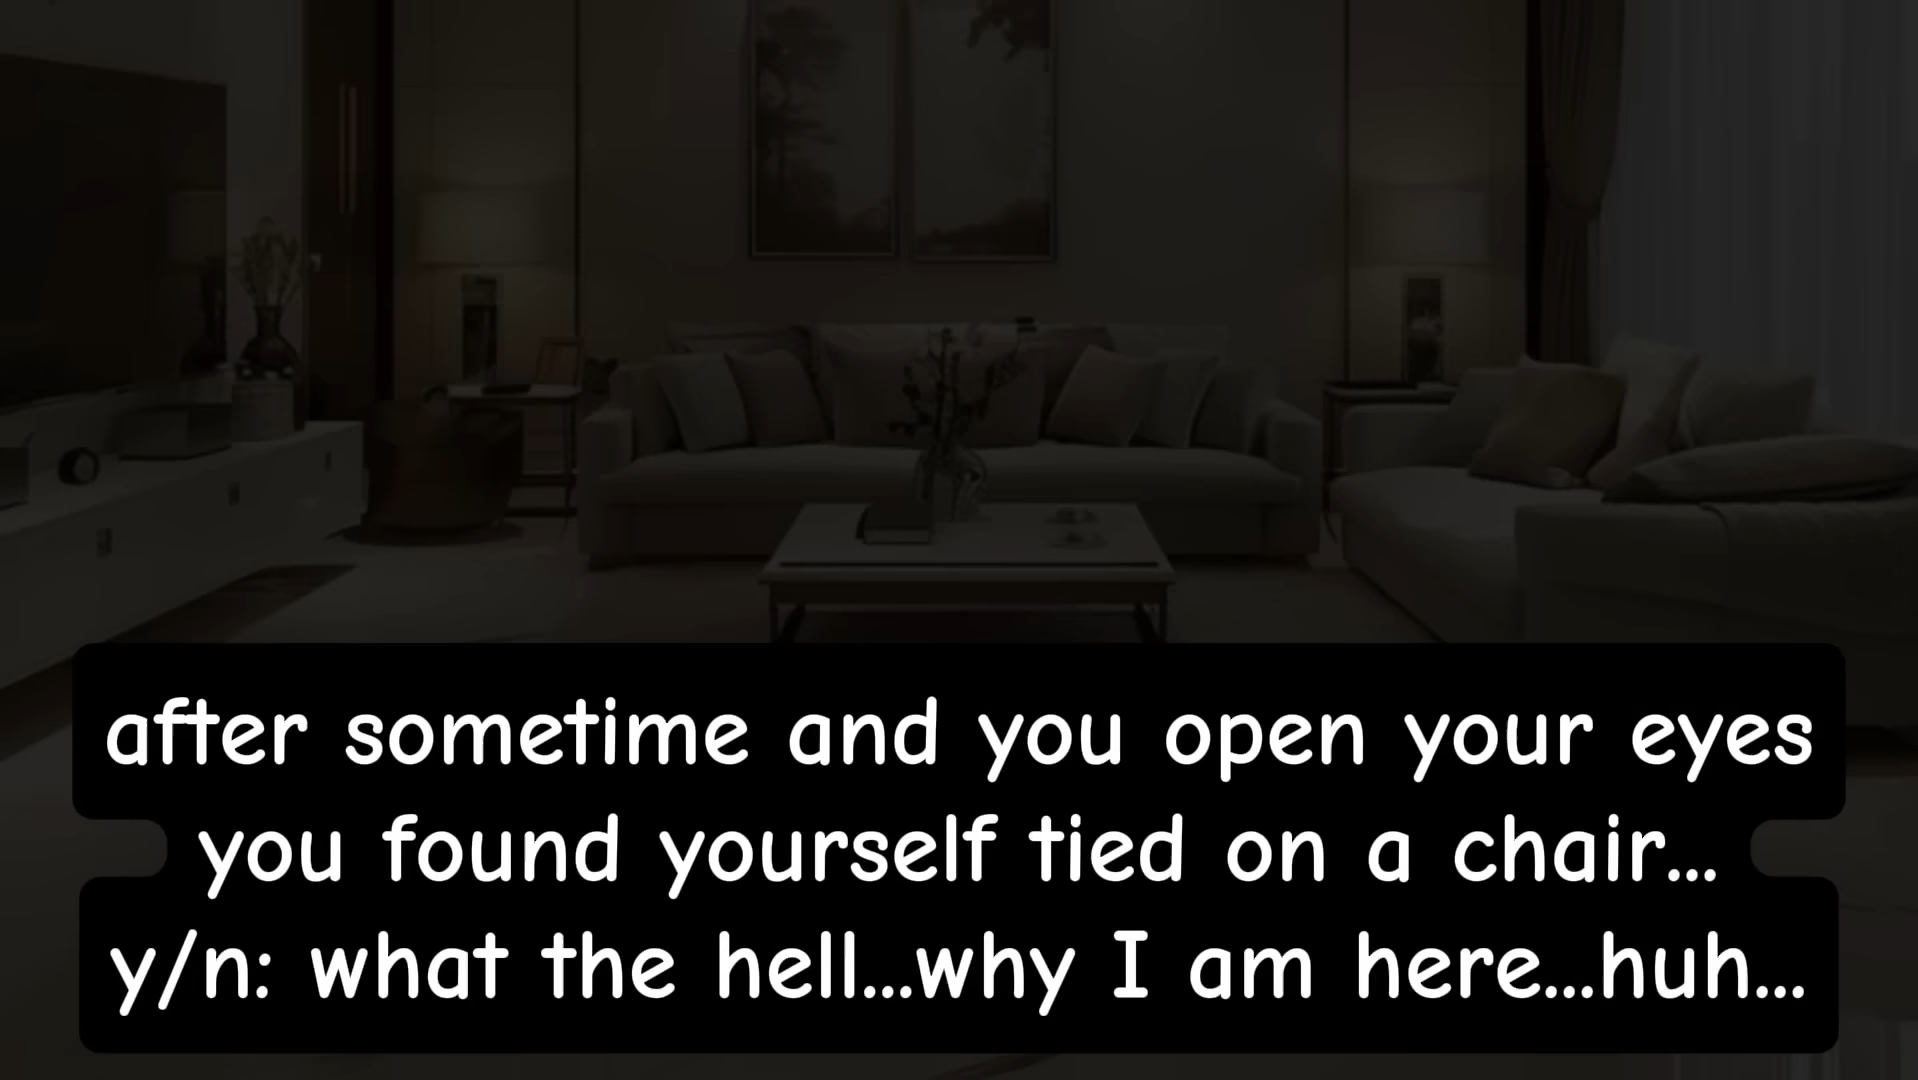 after sometime and you open your eyes
you found yourself tied on a chair...
y/n: what the hell...why I am here...huh...